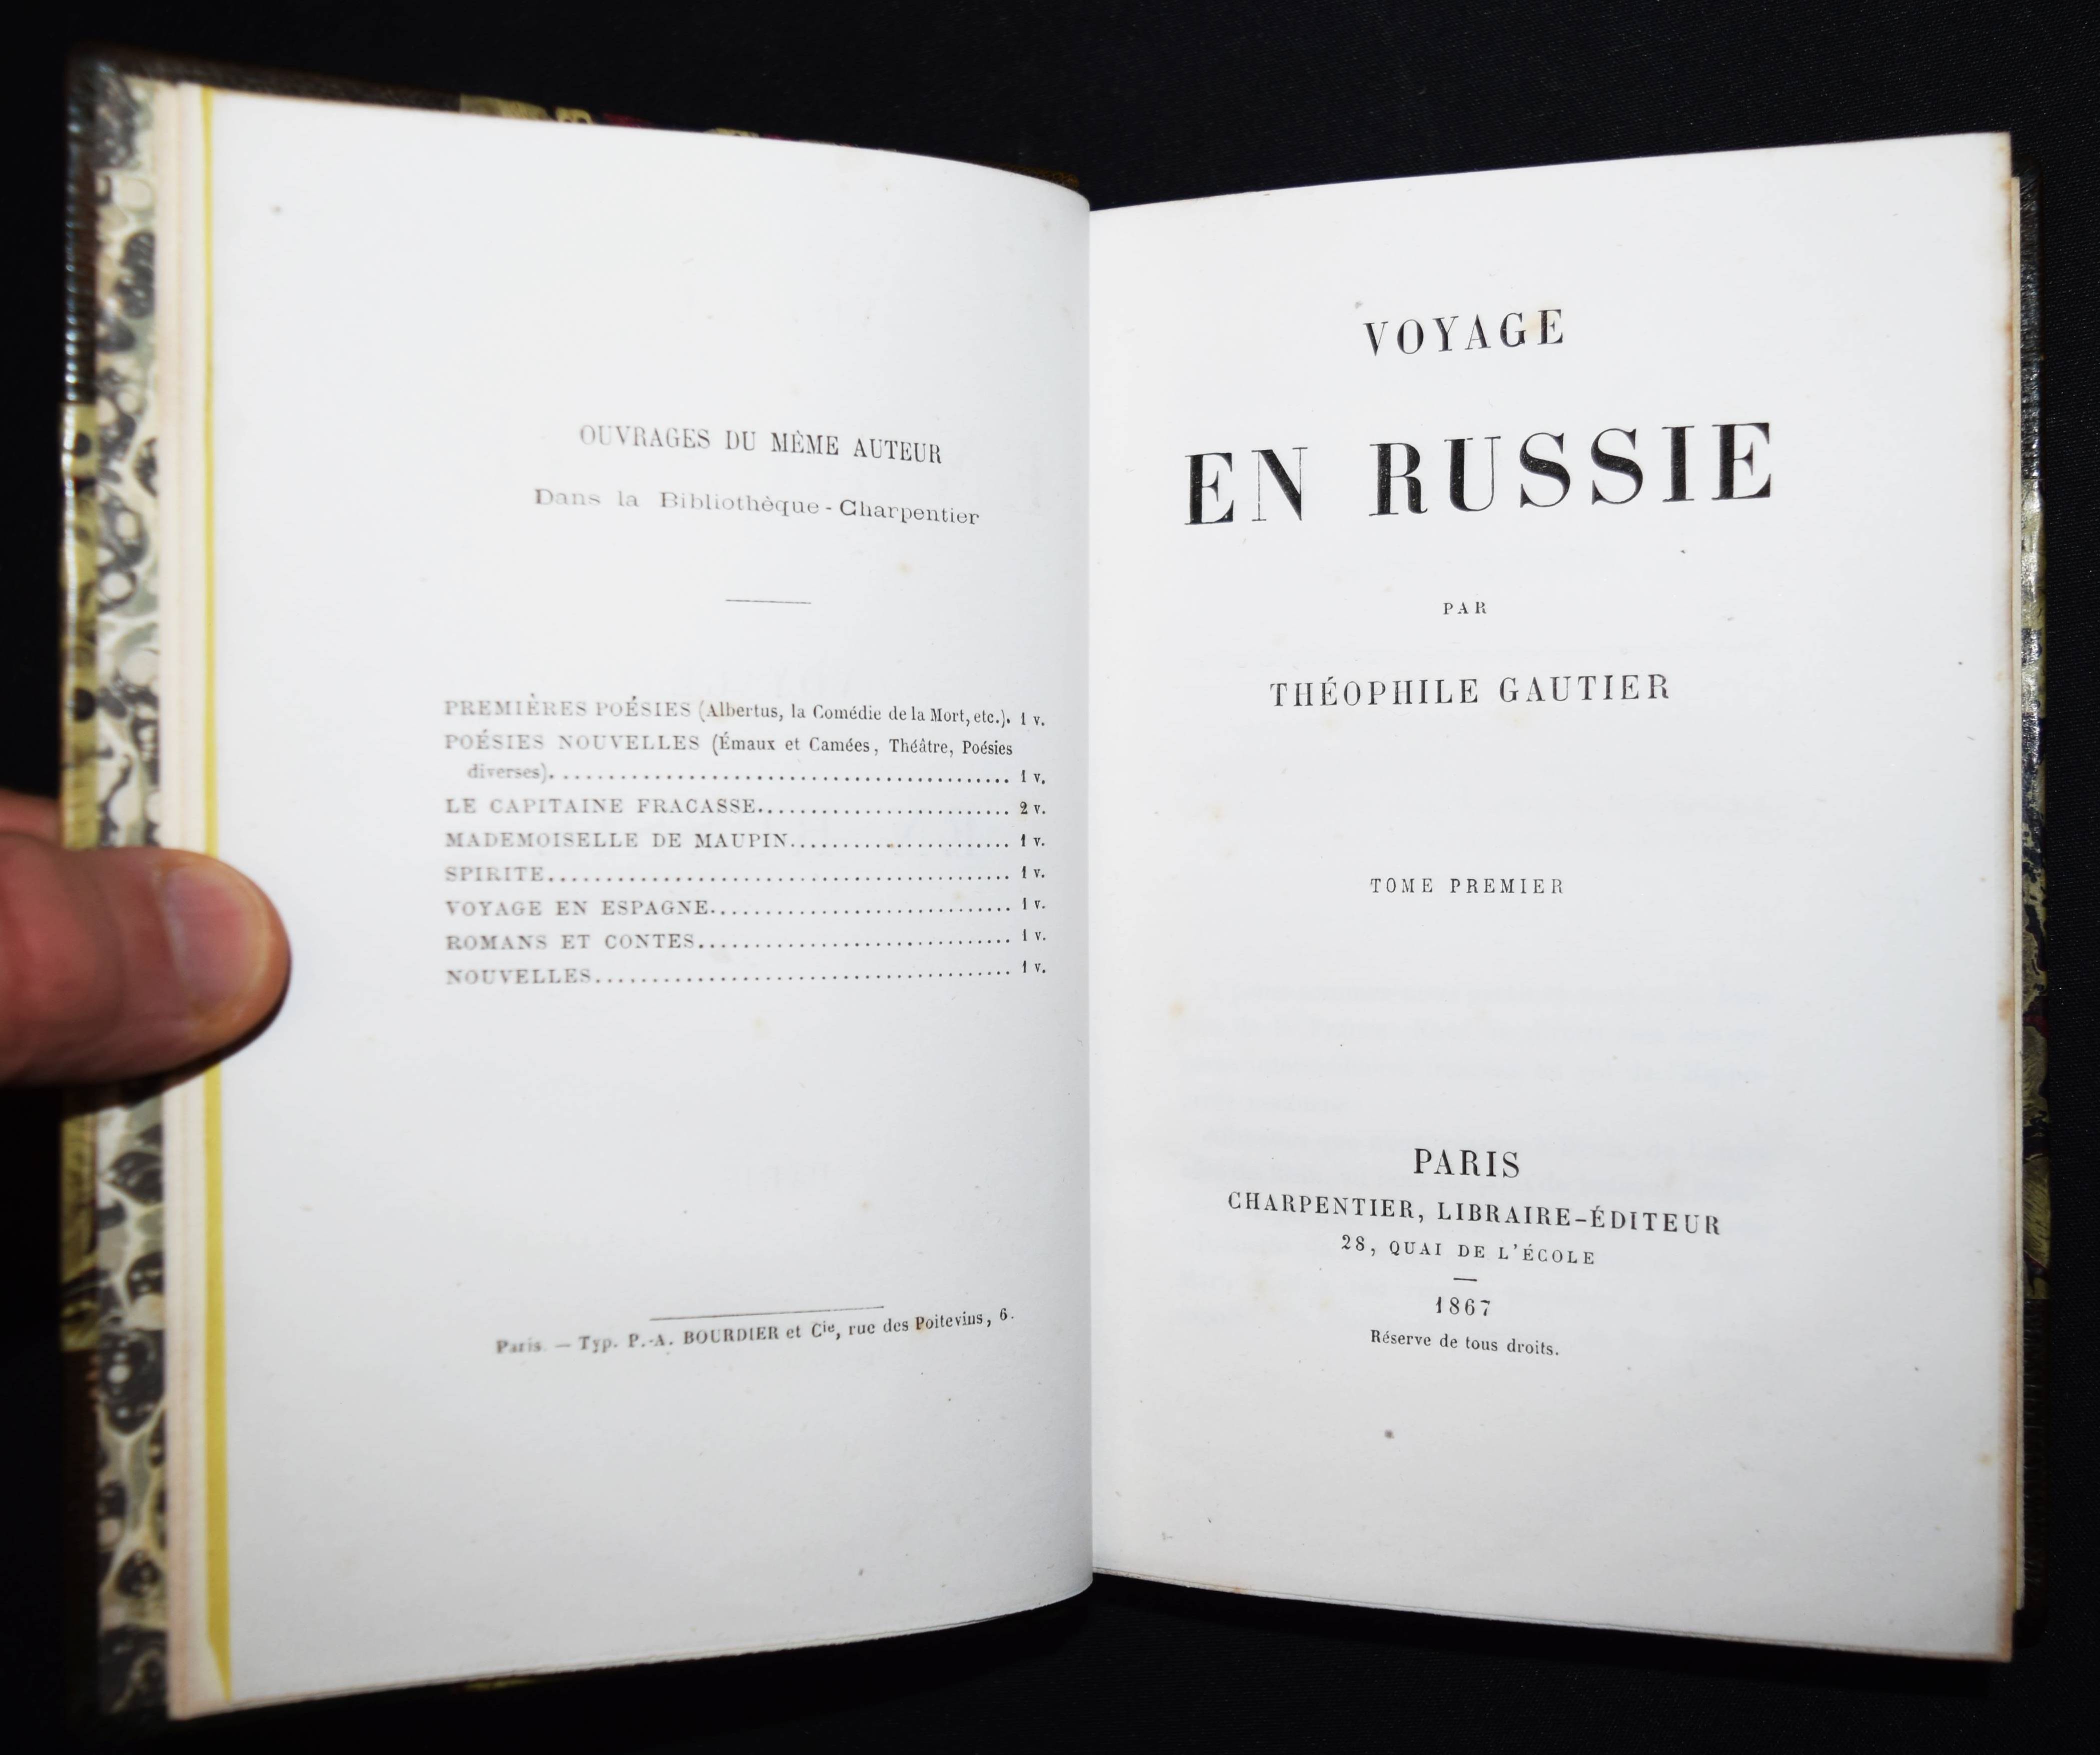 OUVRAGES DU MÊME AUTEUR
Dans la Bibliothèque-Charpentier
PREMIÈRES POÉSIES (Albertus, la Comédie de la Mort, etc.). 1 v.
POÉSIES NOUVELLES (Émaux et Camées, Théâtre, Poésies
diverses). . . . . . . . . . . . . . . . . . . . 1 v.
LE CAPITAINE FRACASSE. . . . . . . . . . . . . . 2 v.
MADEMOISELLE DE MAUPIN. . . . . . . . . . . . . 1 v.
SPIRITE. . . . . . . . . . . . . . . . . . . . . 1 v.
VOYAGE EN ESPAGNE. . . . . . . . . . . . . . . . 1 v.
ROMANS ET CONTES. . . . . . . . . . . . . . . . 1 v.
NOUVELLES. . . . . . . . . . . . . . . . . . . . 1 v.
Paris. — Typ. P.-A. BOURDIER et Cie, rue des Poitevins, 6.
VOYAGE
EN RUSSIE
PAR
THÉOPHILE GAUTIER
TOME PREMIER
PARIS
CHARPENTIER, LIBRAIRE-ÉDITEUR
28, QUAI DE L'ÉCOLE
1867
Réserve de tous droits.